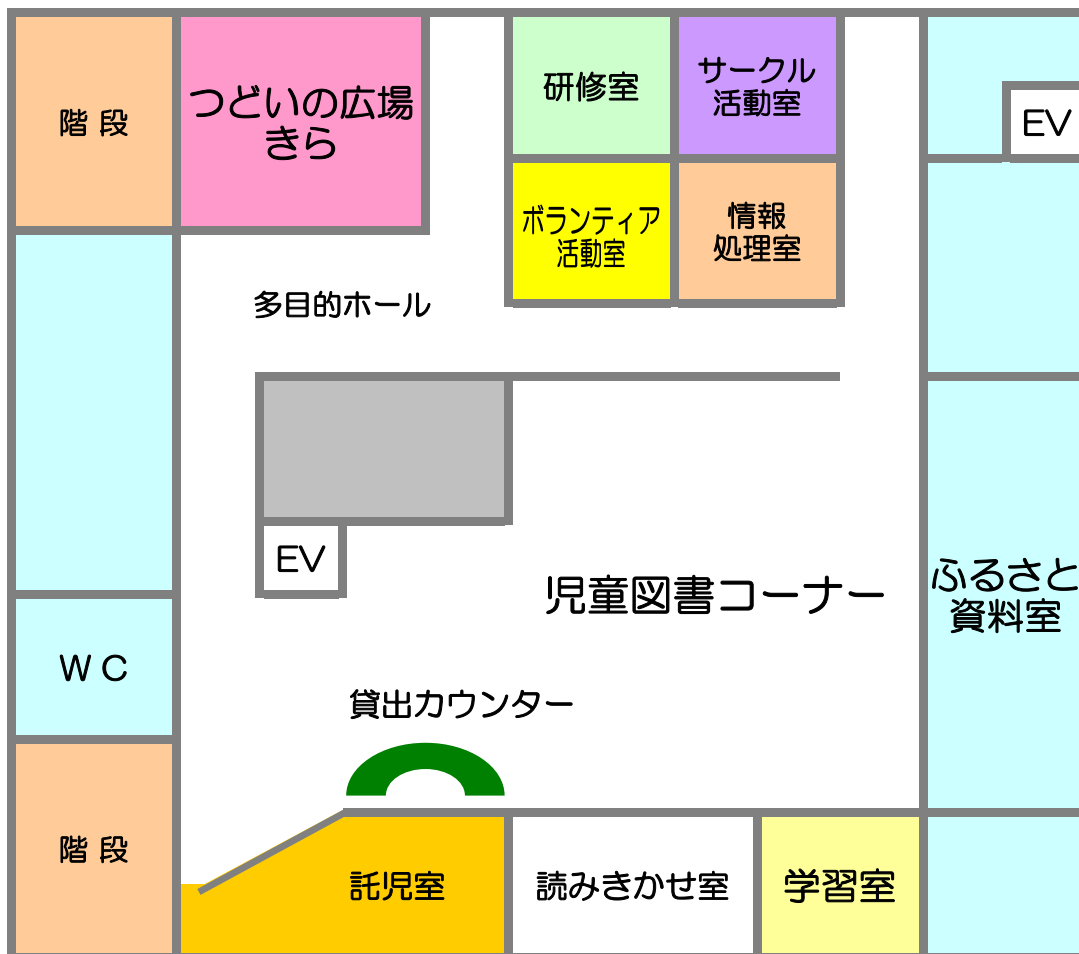 階 段
つどいの広場
きら
研修室
サークル
活動室
EV
ボランティア
活動室
情報
処理室
多目的ホール
EV
児童図書コーナー
ふるさと
資料室
W C
貸出カウンター
階 段
託児室
読みきかせ室
学習室